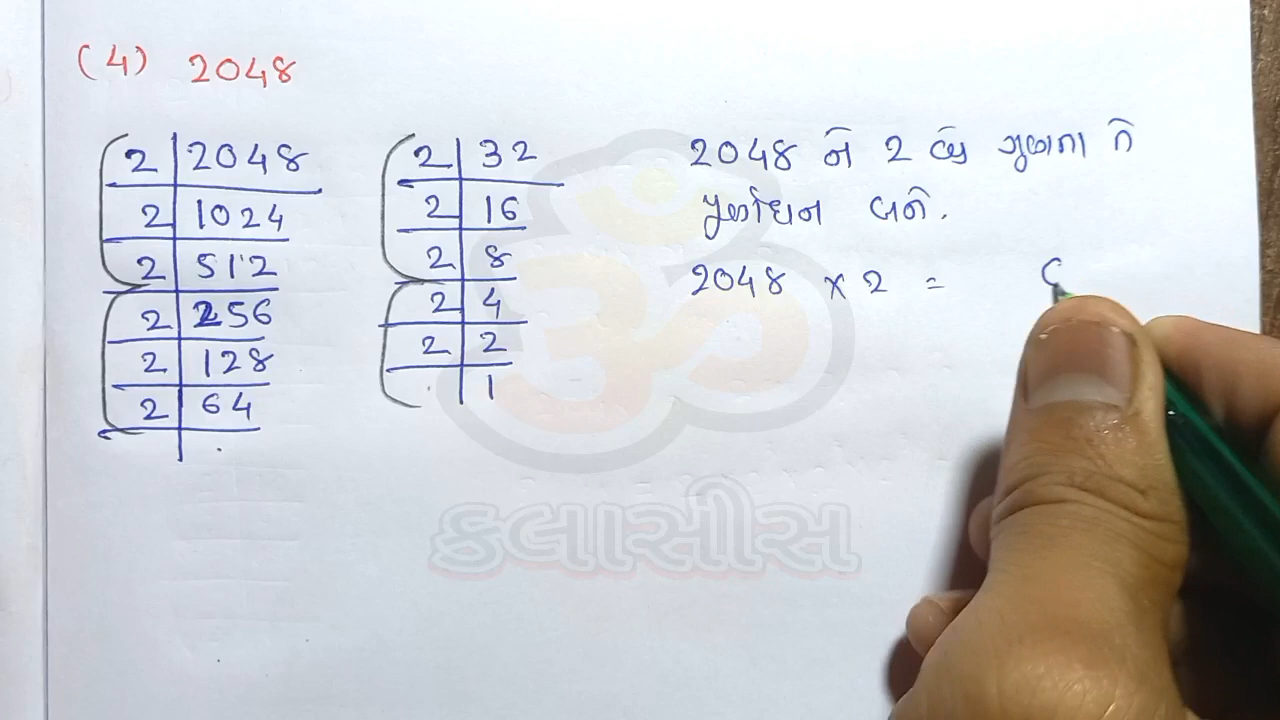 (4) 2048
2 | 2048
2 | 1024
2 | 512
2 | 256
2 | 128
2 | 64
2 | 32
2 | 16
2 | 8
2 | 4
2 | 2
1
2048 ને 2 વડે ગુણતા તે
પૂર્ણઘન બને.
2048 × 2 =
ક્લાસીસ